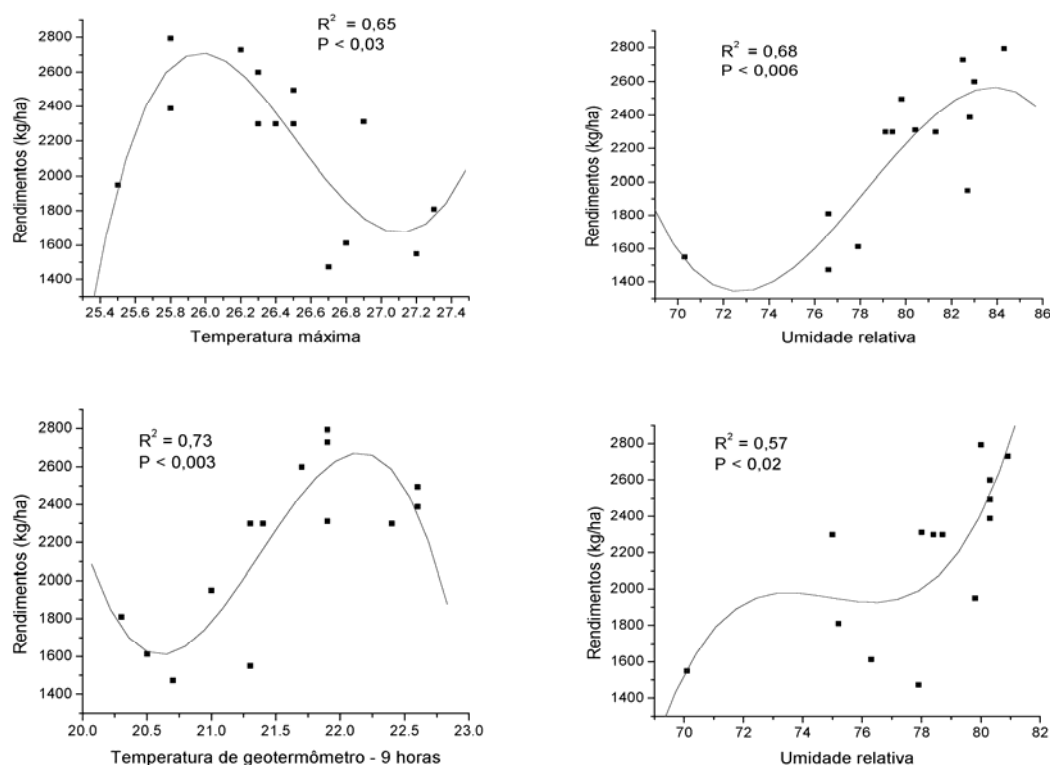 R² = 0,65
P < 0,03
2800
2600
2400
2200
2000
1800
1600
1400
Rendimentos (kg/ha)
25.4 25.6 25.8 26.0 26.2 26.4 26.6 26.8 27.0 27.2 27.4
Temperatura máxima
R² = 0,68
P < 0,006
2800
2600
2400
2200
2000
1800
1600
1400
Rendimentos (kg/ha)
70 72 74 76 78 80 82 84 86
Umidade relativa
R² = 0,73
P < 0,003
2800
2600
2400
2200
2000
1800
1600
1400
Rendimentos (kg/ha)
20.0 20.5 21.0 21.5 22.0 22.5 23.0
Temperatura de geotermômetro - 9 horas
R² = 0,57
P < 0,02
2800
2600
2400
2200
2000
1800
1600
1400
Rendimentos (kg/ha)
70 72 74 76 78 80 82
Umidade relativa